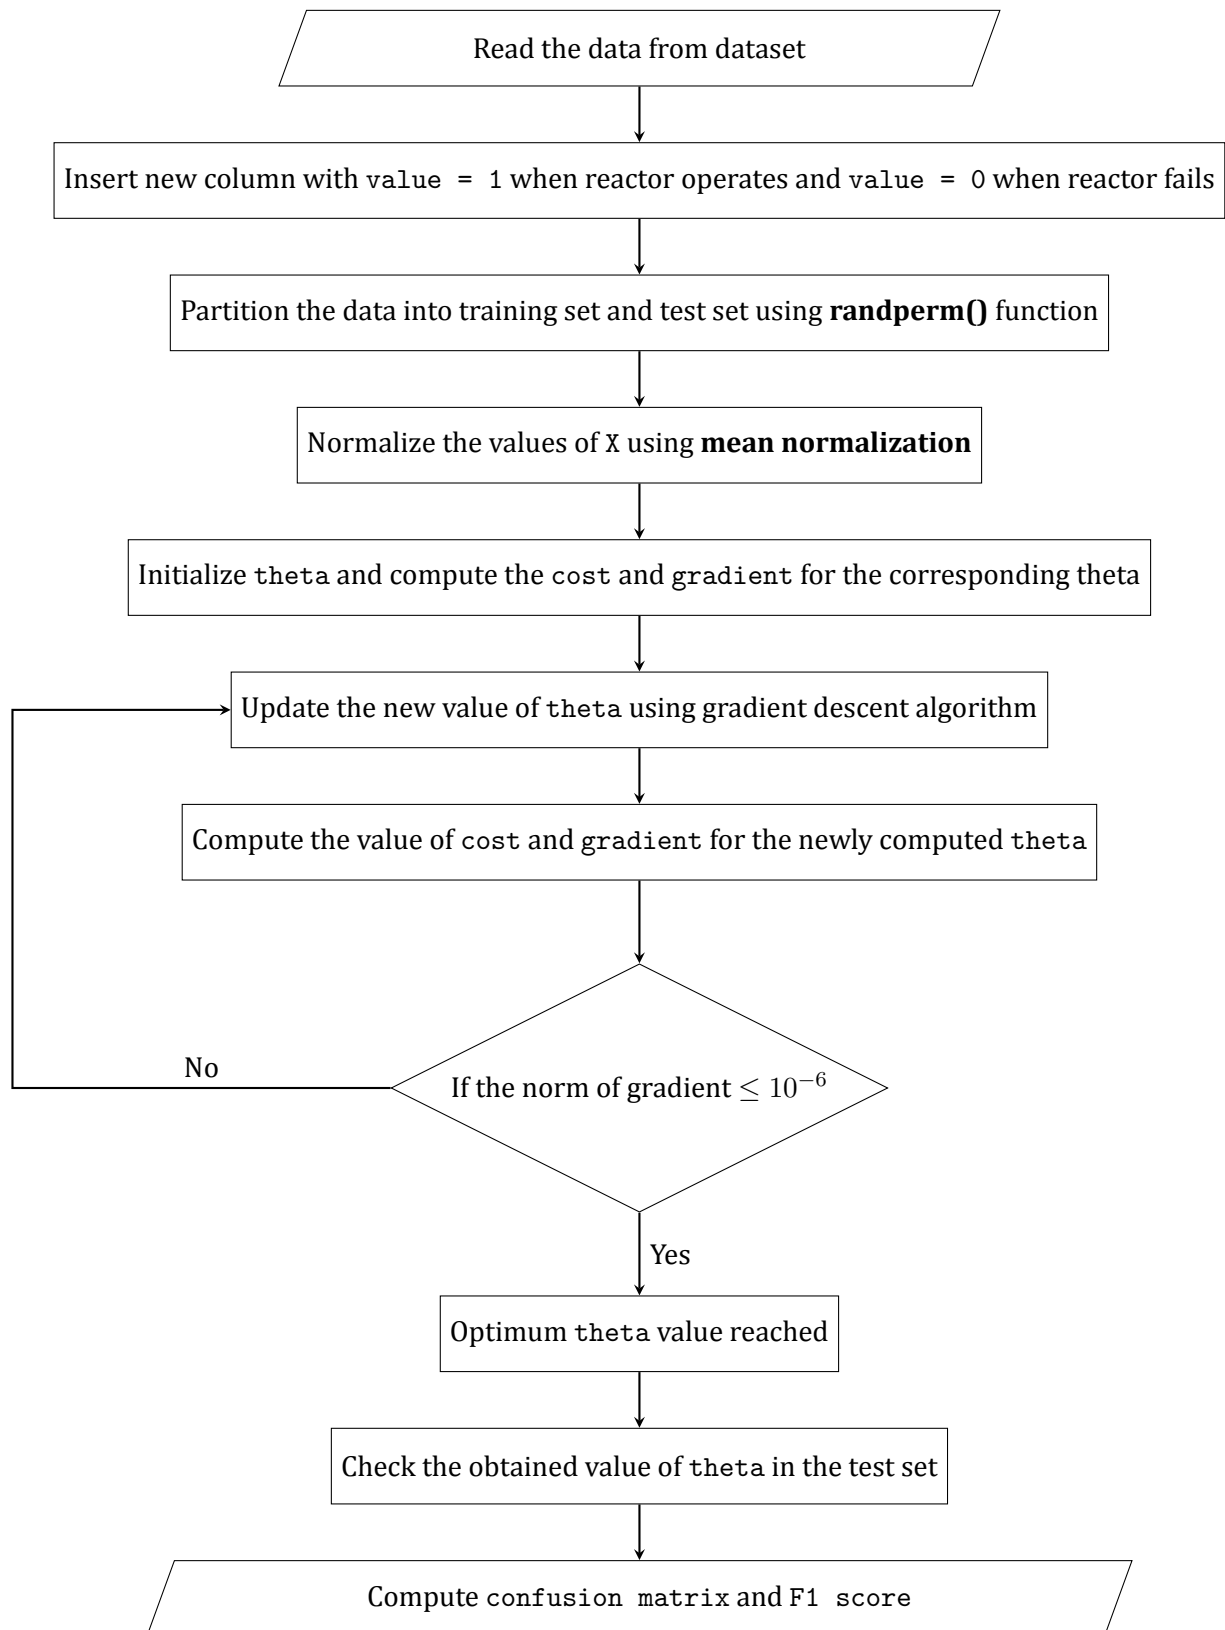 Read the data from dataset
Insert new column with value = 1 when reactor operates and value = 0 when reactor fails
Partition the data into training set and test set using randperm() function
Normalize the values of X using mean normalization
Initialize theta and compute the cost and gradient for the corresponding theta
Update the new value of theta using gradient descent algorithm
Compute the value of cost and gradient for the newly computed theta
No
If the norm of gradient ≤ 10⁻⁶
Yes
Optimum theta value reached
Check the obtained value of theta in the test set
Compute confusion matrix and F1 score